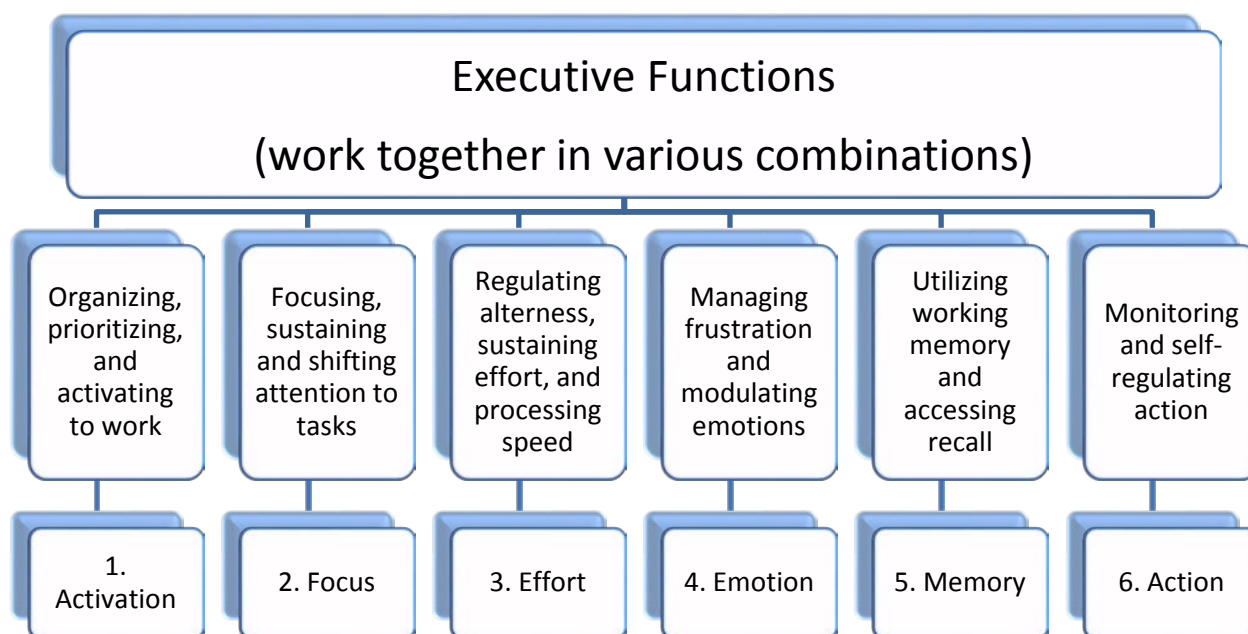 Executive Functions
(work together in various combinations)
Organizing,
prioritizing,
and
activating
to work
Focusing,
sustaining
and shifting
attention to
tasks
Regulating
alterness,
sustaining
effort, and
processing
speed
Managing
frustration
and
modulating
emotions
Utilizing
working
memory
and
accessing
recall
Monitoring
and self-
regulating
action
1.
Activation
2. Focus
3. Effort
4. Emotion
5. Memory
6. Action